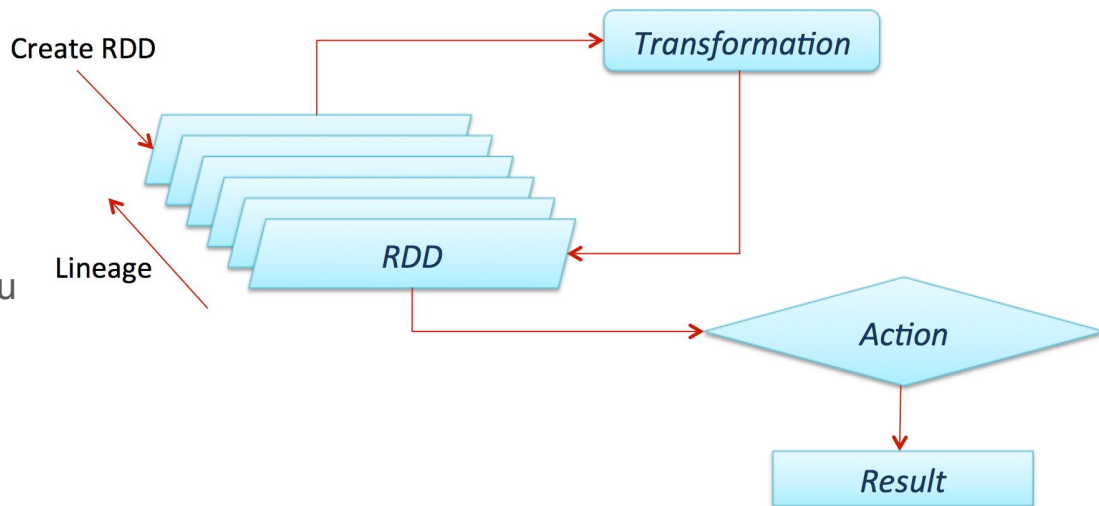 Create RDD
Transformation
RDD
Lineage
u
Action
Result